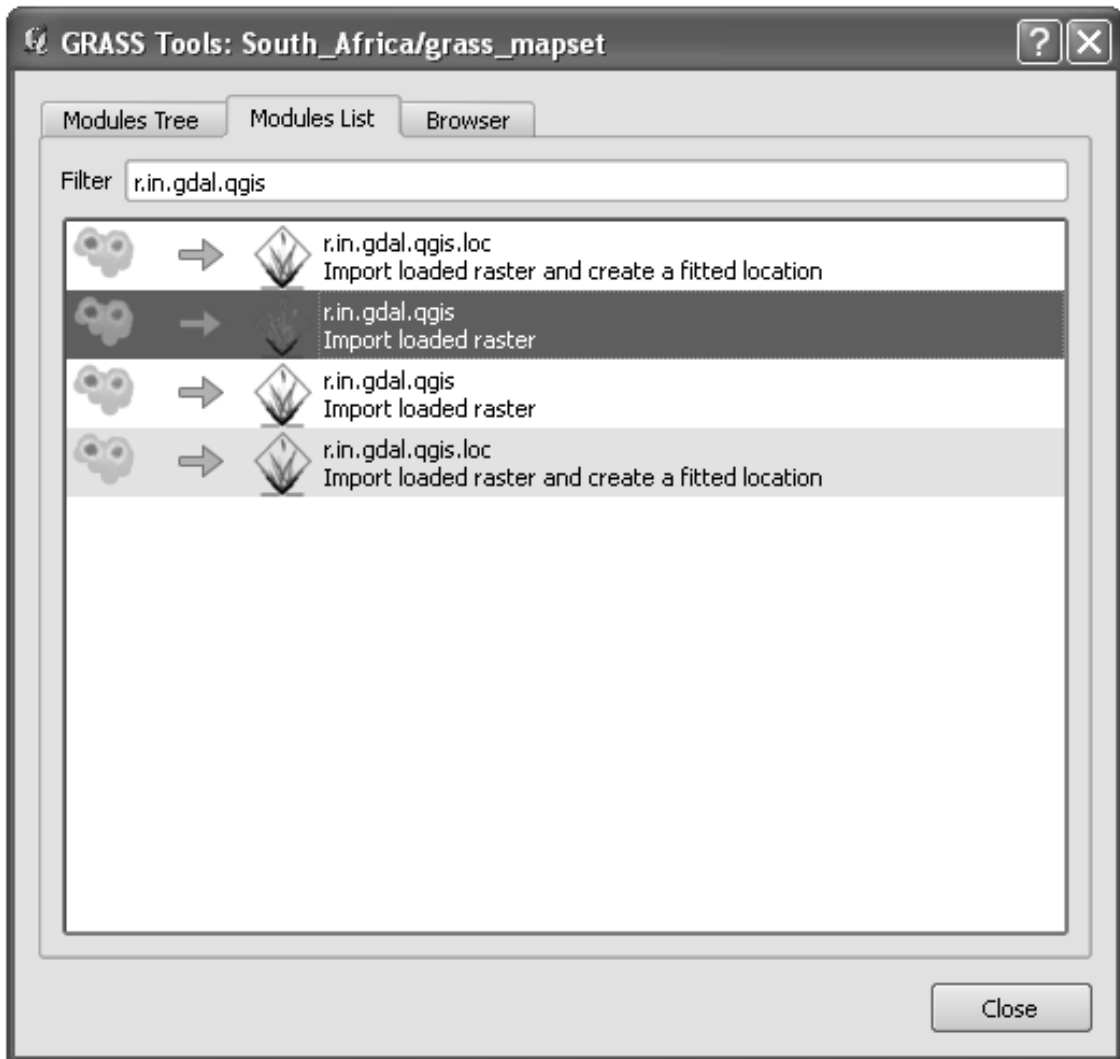 GRASS Tools: South_Africa/grass_mapset
Modules Tree Modules List Browser
Filter r.in.gdal.qgis
r.in.gdal.qgis.loc
Import loaded raster and create a fitted location
r.in.gdal.qgis
Import loaded raster
r.in.gdal.qgis
Import loaded raster
r.in.gdal.qgis.loc
Import loaded raster and create a fitted location
Close